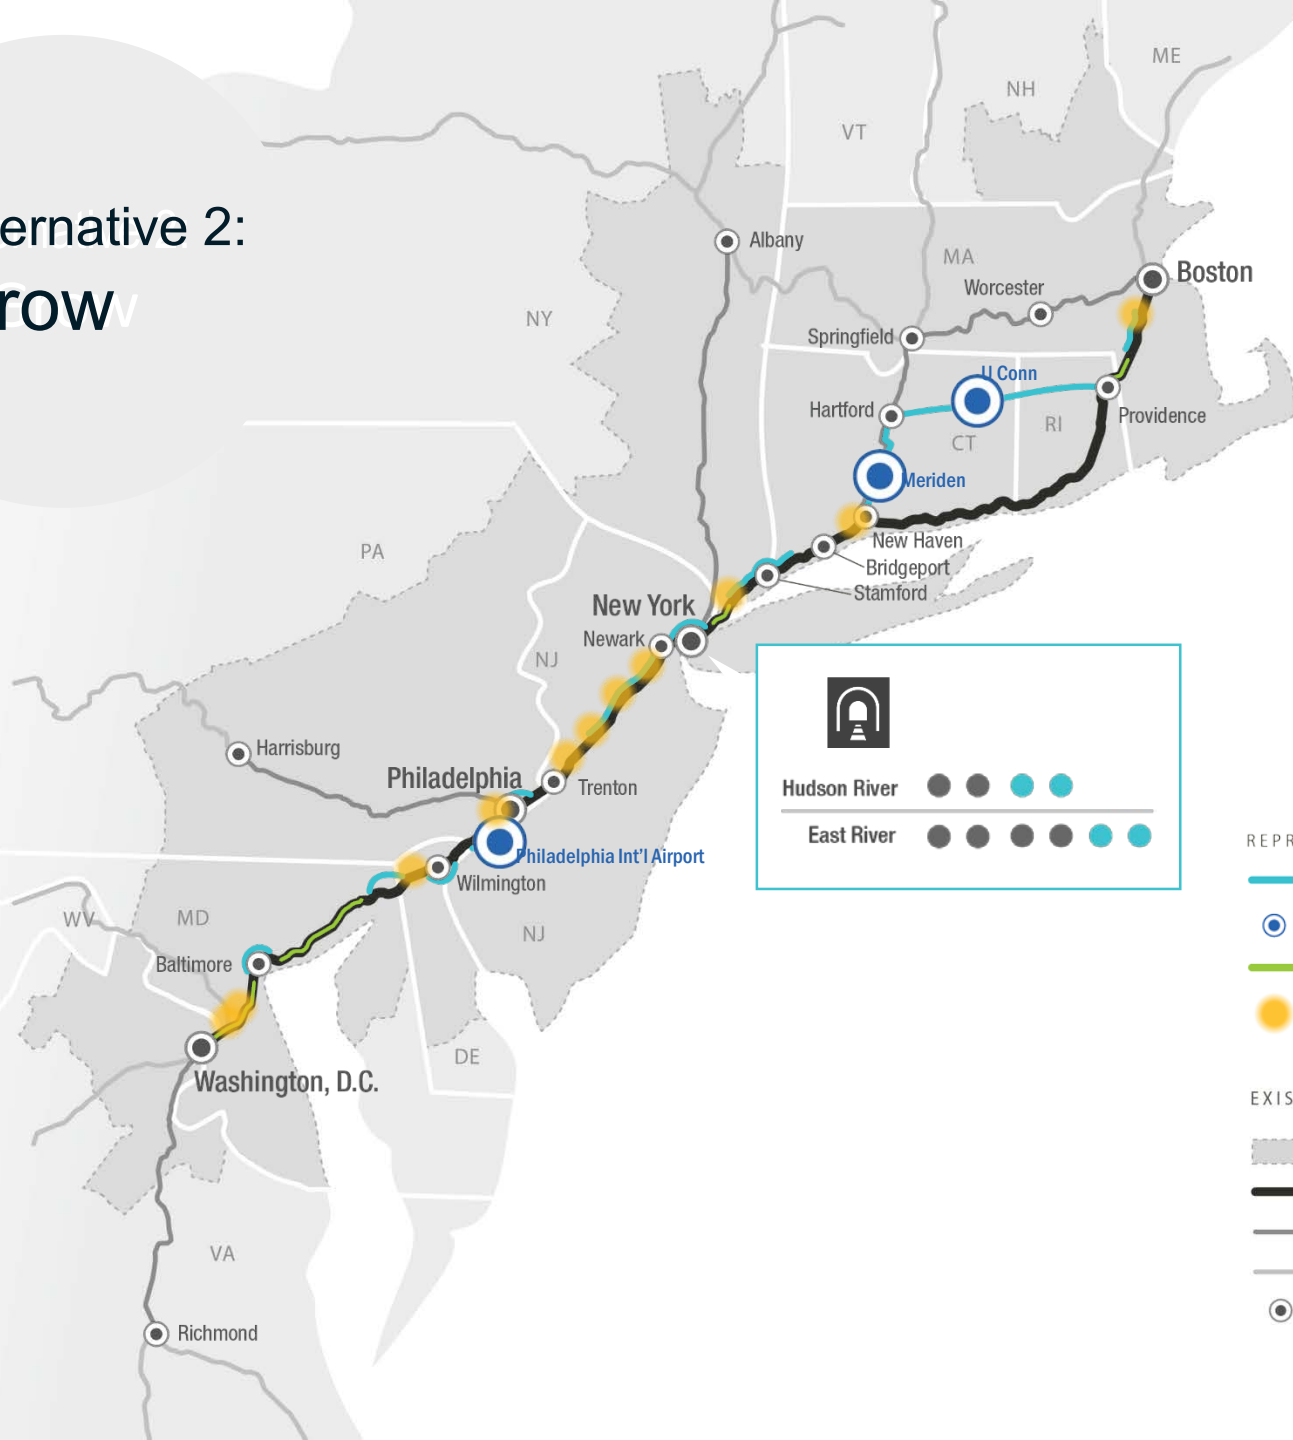 ME
NH
VT
ernative 2:
row
Albany
MA
Boston
Worcester
NY
Springfield
U Conn
Hartford
Providence
RI
CT
Meriden
PA
New Haven
Bridgeport
Stamford
New York
Newark
NJ
Harrisburg
Philadelphia
Trenton
Hudson River
East River
Philadelphia Int'l Airport
Wilmington
REPR
WV
MD
NJ
Baltimore
DE
Washington, D.C.
EXIS
VA
Richmond